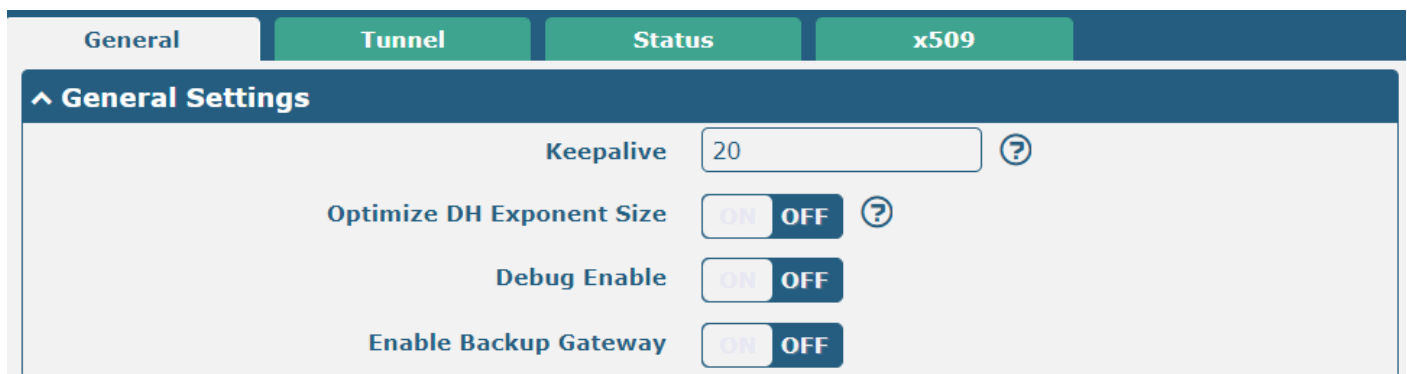 General Tunnel Status x509
General Settings
Keepalive 20 ?
Optimize DH Exponent Size ON OFF ?
Debug Enable ON OFF
Enable Backup Gateway ON OFF